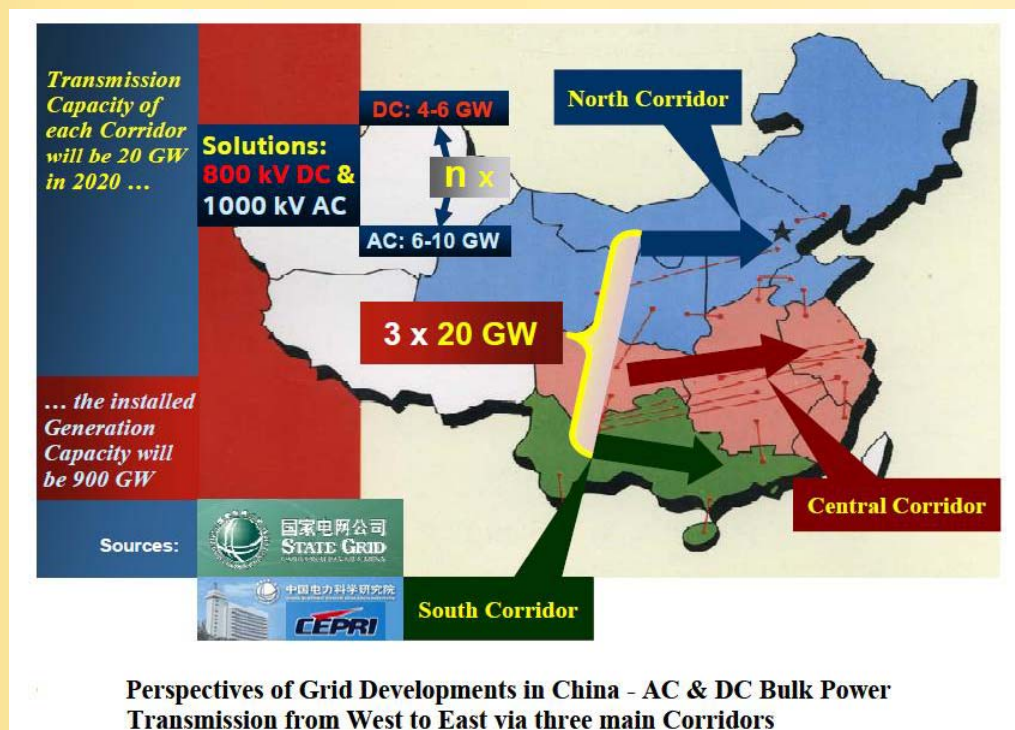 Transmission
Capacity of
each Corridor
will be 20 GW
in 2020 …
Solutions:
800 kV DC &
1000 kV AC
DC: 4-6 GW
n x
AC: 6-10 GW
North Corridor
3 x 20 GW
… the installed
Generation
Capacity will
be 900 GW
Central Corridor
Sources:
国家电网公司
STATE GRID
中国电力科学研究院
CEPRI
South Corridor
Perspectives of Grid Developments in China - AC & DC Bulk Power
Transmission from West to East via three main Corridors